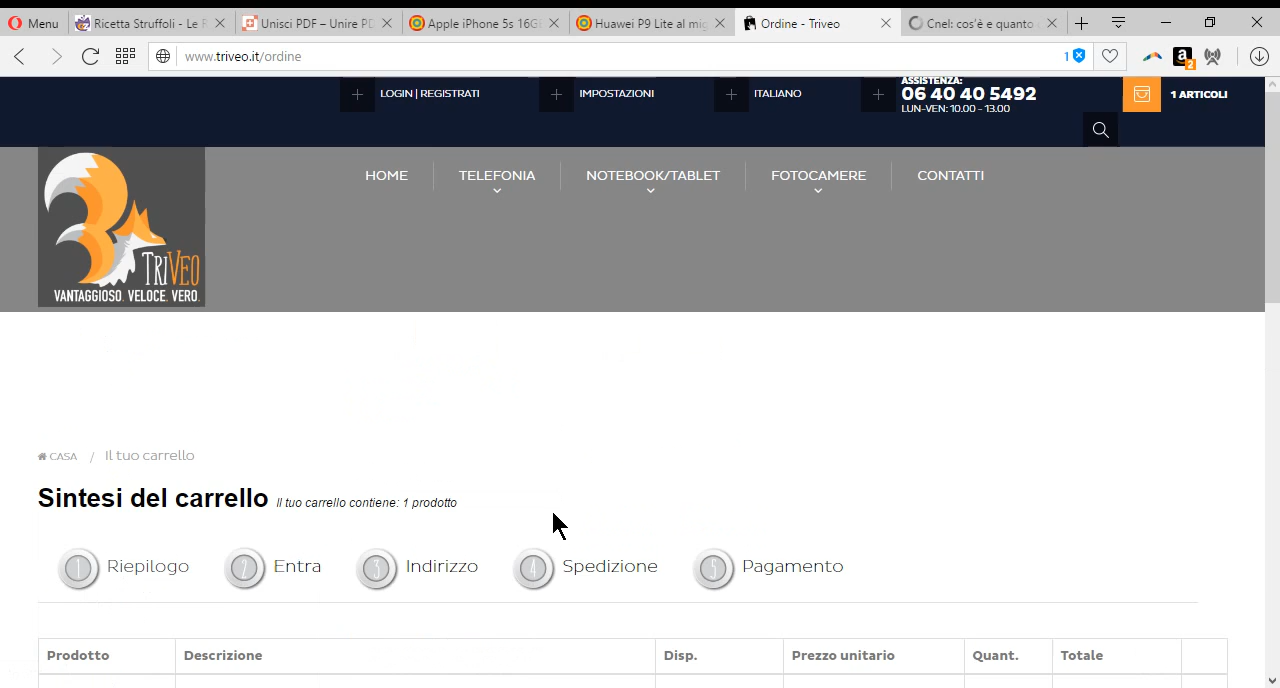 Menu
Ricetta Struffoli - Le R
Unisci PDF – Unire PD
Apple iPhone 5s 16G
Huawei P9 Lite al mig
Ordine - Triveo
Cnel: cos'è e quanto c
www.triveo.it/ordine
1
a
2
LOGIN | REGISTRATI
IMPOSTAZIONI
ITALIANO
ASSISTENZA:
06 40 40 5492
LUN-VEN: 10.00 - 13.00
1 ARTICOLI
TRIVEO
VANTAGGIOSO. VELOCE. VERO.
HOME
TELEFONIA
NOTEBOOK/TABLET
FOTOCAMERE
CONTATTI
CASA / Il tuo carrello
Sintesi del carrello Il tuo carrello contiene: 1 prodotto
1 Riepilogo
2 Entra
3 Indirizzo
4 Spedizione
5 Pagamento
Prodotto Descrizione Disp. Prezzo unitario Quant. Totale